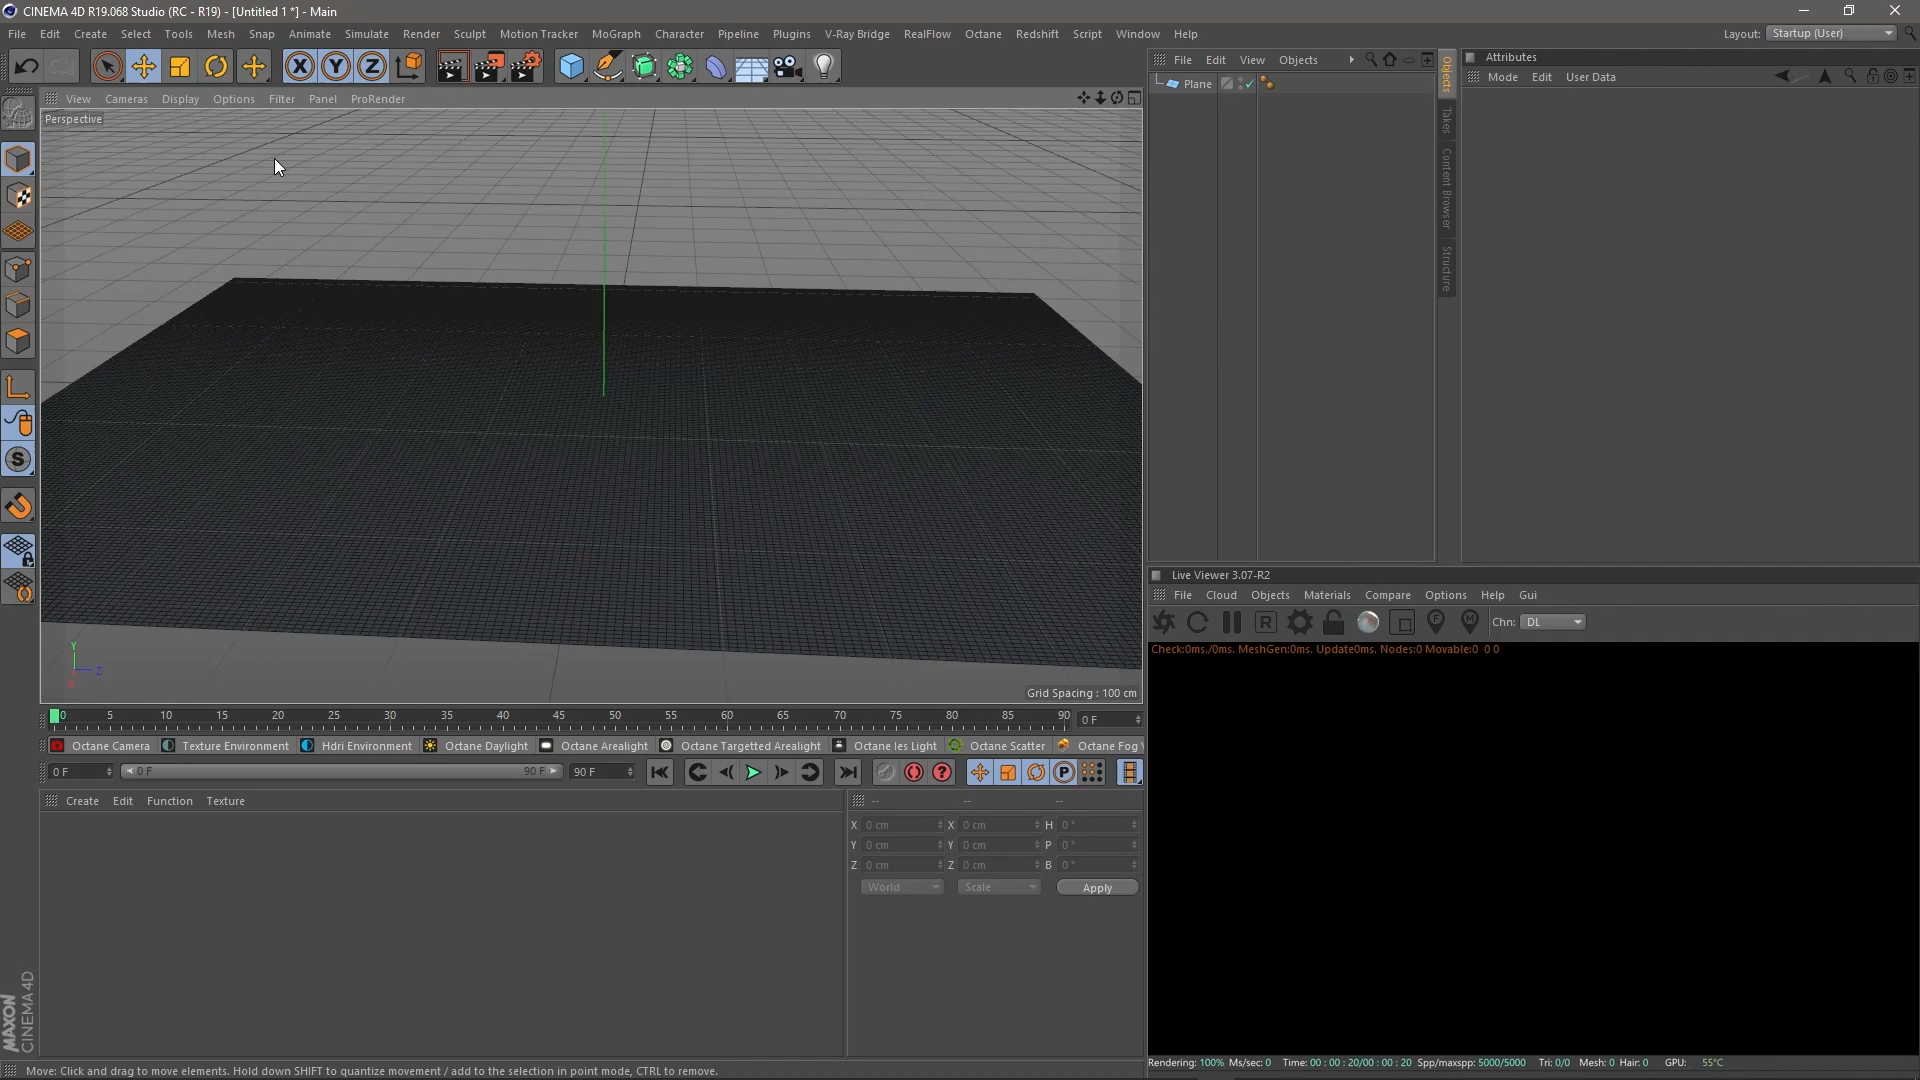 CINEMA 4D R19.068 Studio (RC - R19) - [Untitled 1 *] - Main
File Edit Create Select Tools Mesh Snap Animate Simulate Render Sculpt Motion Tracker MoGraph Character Pipeline Plugins V-Ray Bridge RealFlow Octane Redshift Script Window Help
Layout: Startup (User)
X Y Z
File Edit View Objects
Attributes
Mode Edit User Data
Plane
Objects
Takes
Content Browser
Structure
View Cameras Display Options Filter Panel ProRender
Perspective
Y
Z
X
Grid Spacing : 100 cm
0 5 10 15 20 25 30 35 40 45 50 55 60 65 70 75 80 85 90 0 F
Octane Camera Texture Environment Hdri Environment Octane Daylight Octane Arealight Octane Targetted Arealight Octane Ies Light Octane Scatter Octane Fog V
0 F 0 F 90 F 90 F
P
Create Edit Function Texture
-- -- --
X 0 cm X 0 cm H 0 °
Y 0 cm Y 0 cm P 0 °
Z 0 cm Z 0 cm B 0 °
World Scale Apply
Live Viewer 3.07-R2
File Cloud Objects Materials Compare Options Help Gui
R F M Chn: DL
Check:0ms./0ms. MeshGen:0ms. Update0ms. Nodes:0 Movable:0 0 0
Rendering: 100% Ms/sec: 0 Time: 00 : 00 : 20/00 : 00 : 20 Spp/maxspp: 5000/5000 Tri: 0/0 Mesh: 0 Hair: 0 GPU: 55°C
MAXON
CINEMA 4D
Move: Click and drag to move elements. Hold down SHIFT to quantize movement / add to the selection in point mode, CTRL to remove.